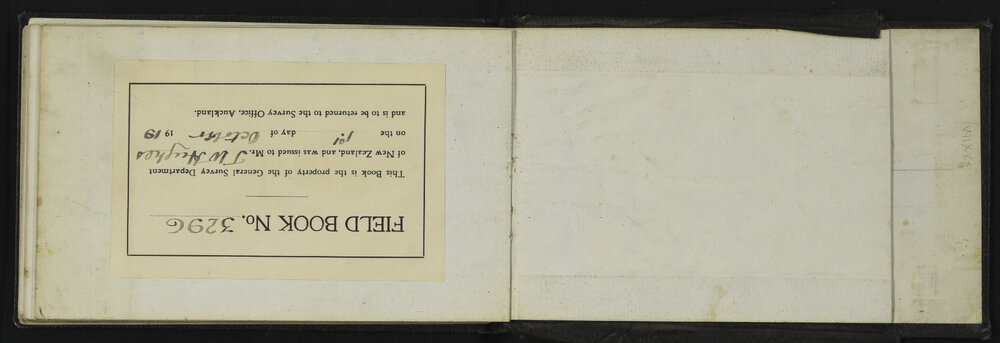 FIELD BOOK No. 3296
This Book is the property of the General Survey Department
of New Zealand, and was issued to Mr. J W Hughes
on the 1st day of October 1919
and is to be returned to the Survey Office, Auckland.
XXXVII